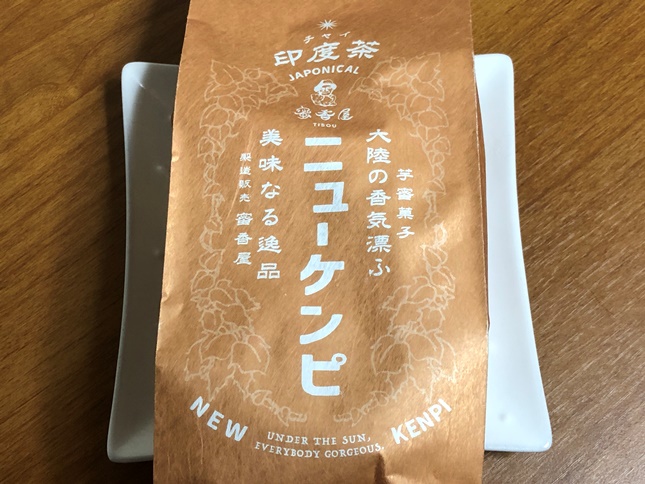 チャイ
印度茶
JAPONICAL
蜜香屋
TISOU
芋蜜菓子
大陸の香気漂ふ
ニューケンピ
美味なる逸品
製造販売 蜜香屋
NEW KENPI
UNDER THE SUN,
EVERYBODY GORGEOUS.